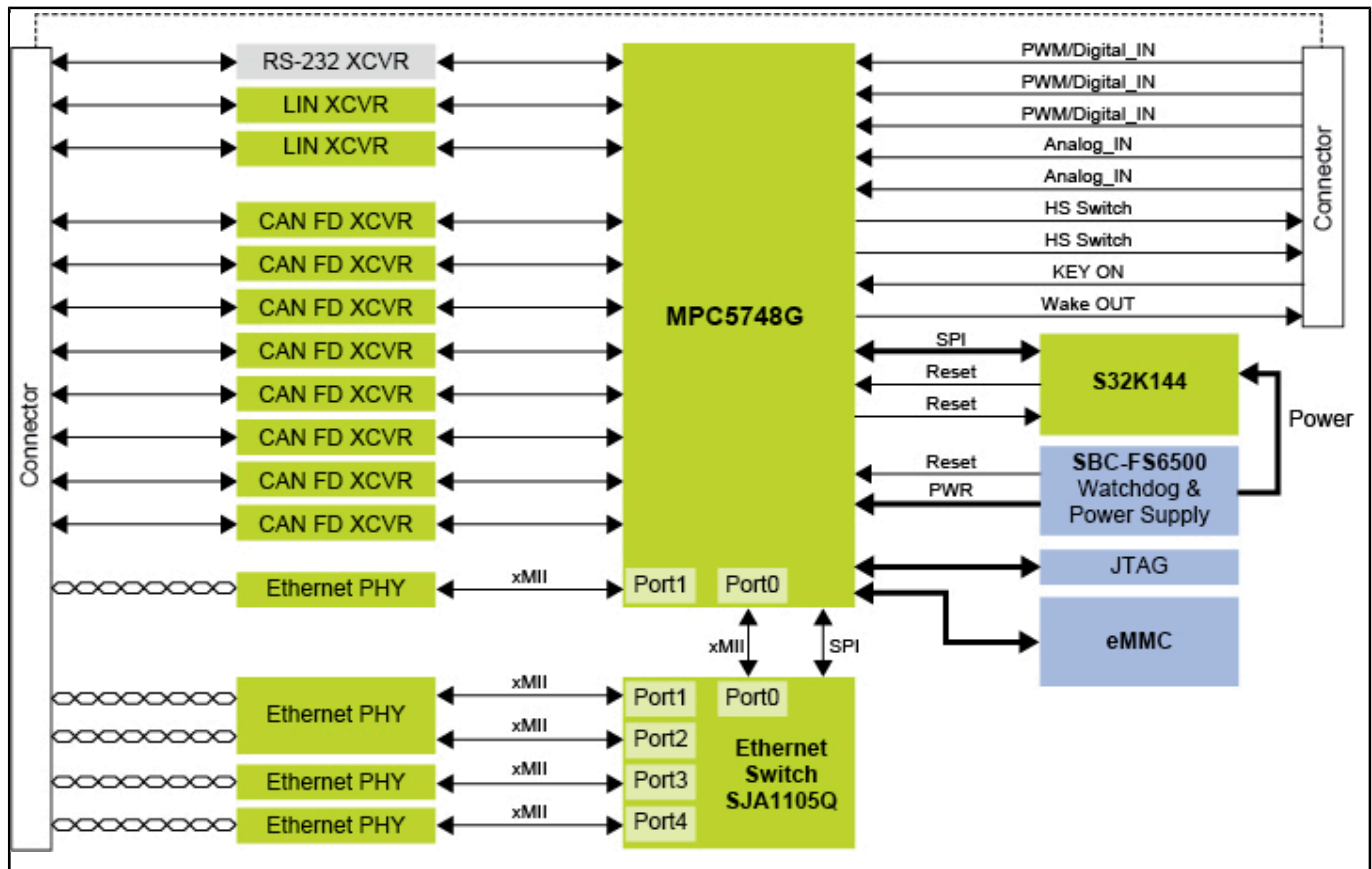 RS-232 XCVR
LIN XCVR
LIN XCVR
CAN FD XCVR
CAN FD XCVR
CAN FD XCVR
CAN FD XCVR
CAN FD XCVR
CAN FD XCVR
CAN FD XCVR
CAN FD XCVR
Connector
Ethernet PHY
xMII
Ethernet PHY
xMII
xMII
Ethernet PHY
xMII
Ethernet PHY
xMII
MPC5748G
Port1
Port0
xMII
SPI
Port1
Port0
Port2
Port3
Port4
Ethernet
Switch
SJA1105Q
PWM/Digital_IN
PWM/Digital_IN
PWM/Digital_IN
Analog_IN
Analog_IN
HS Switch
HS Switch
KEY ON
Wake OUT
Connector
SPI
Reset
Reset
S32K144
Power
Reset
PWR
SBC-FS6500
Watchdog &
Power Supply
JTAG
eMMC